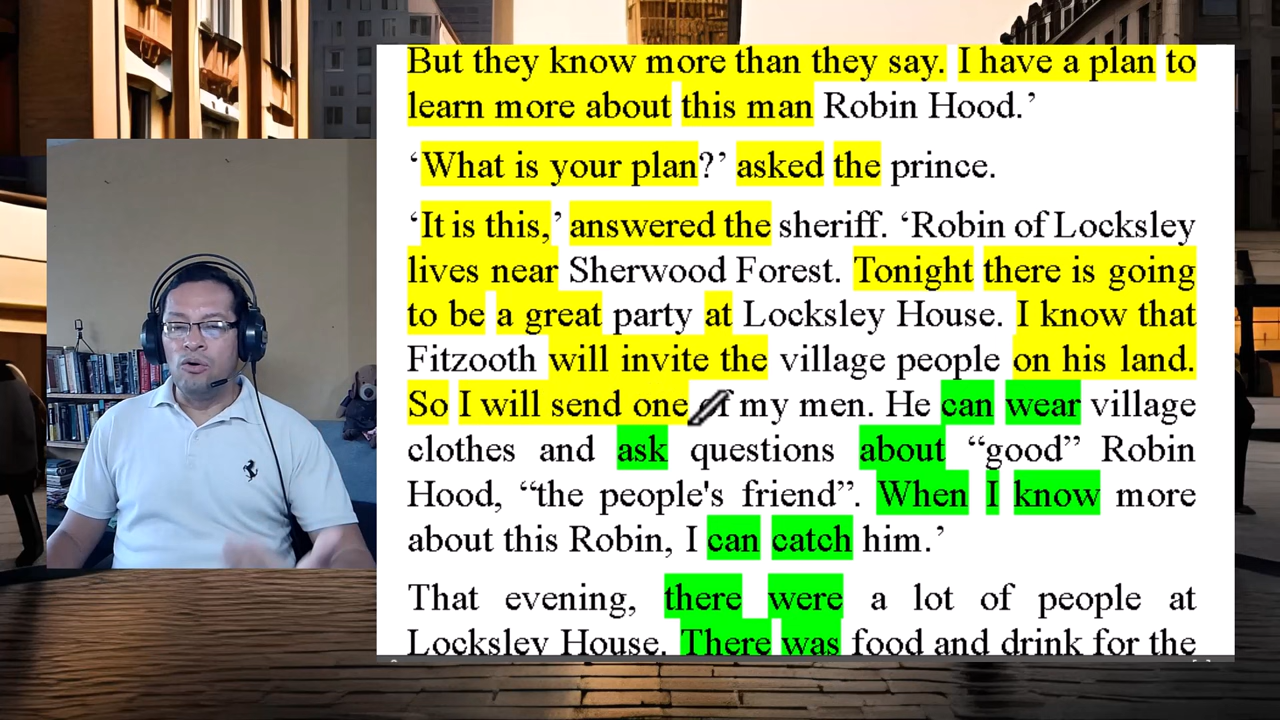 But they know more than they say. I have a plan to
learn more about this man Robin Hood.’
‘What is your plan?’ asked the prince.
‘It is this,’ answered the sheriff. ‘Robin of Locksley
lives near Sherwood Forest. Tonight there is going
to be a great party at Locksley House. I know that
Fitzooth will invite the village people on his land.
So I will send one of my men. He can wear village
clothes and ask questions about “good” Robin
Hood, “the people's friend”. When I know more
about this Robin, I can catch him.’
That evening, there were a lot of people at
Locksley House. There was food and drink for the